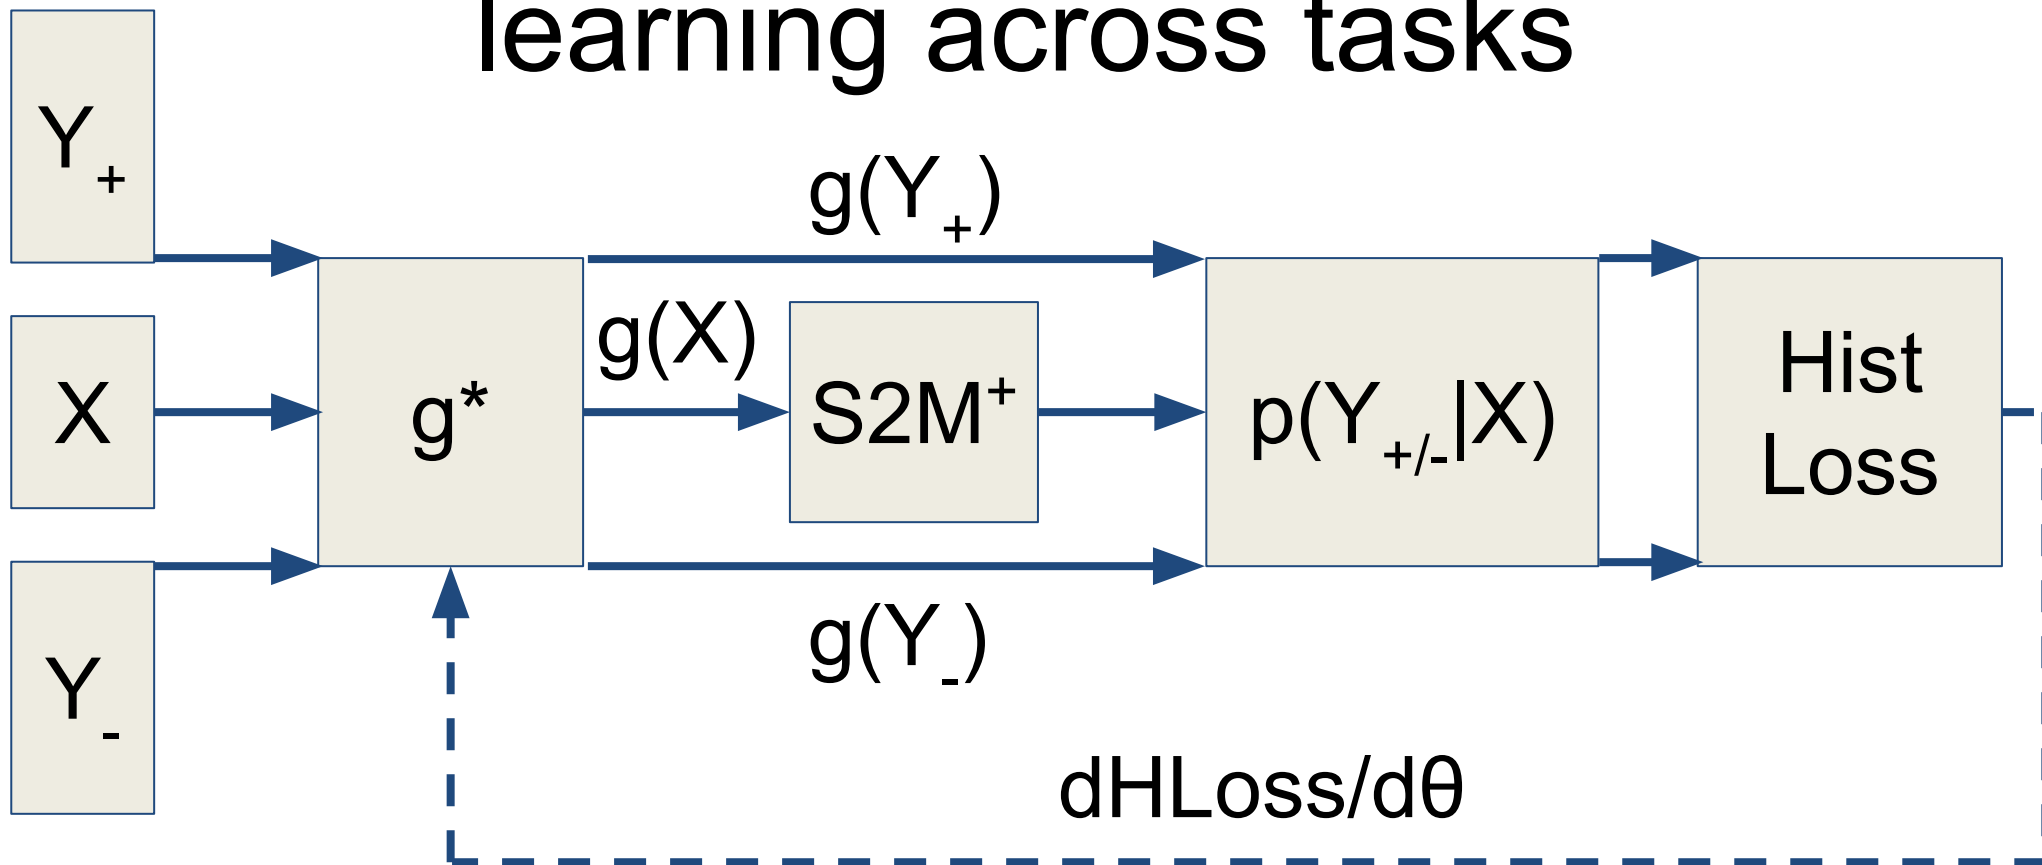 learning across tasks
Y+
g(Y+)
g(X)
X
g*
S2M+
p(Y+/-|X)
Hist
Loss
g(Y-)
Y-
dHLoss/dθ